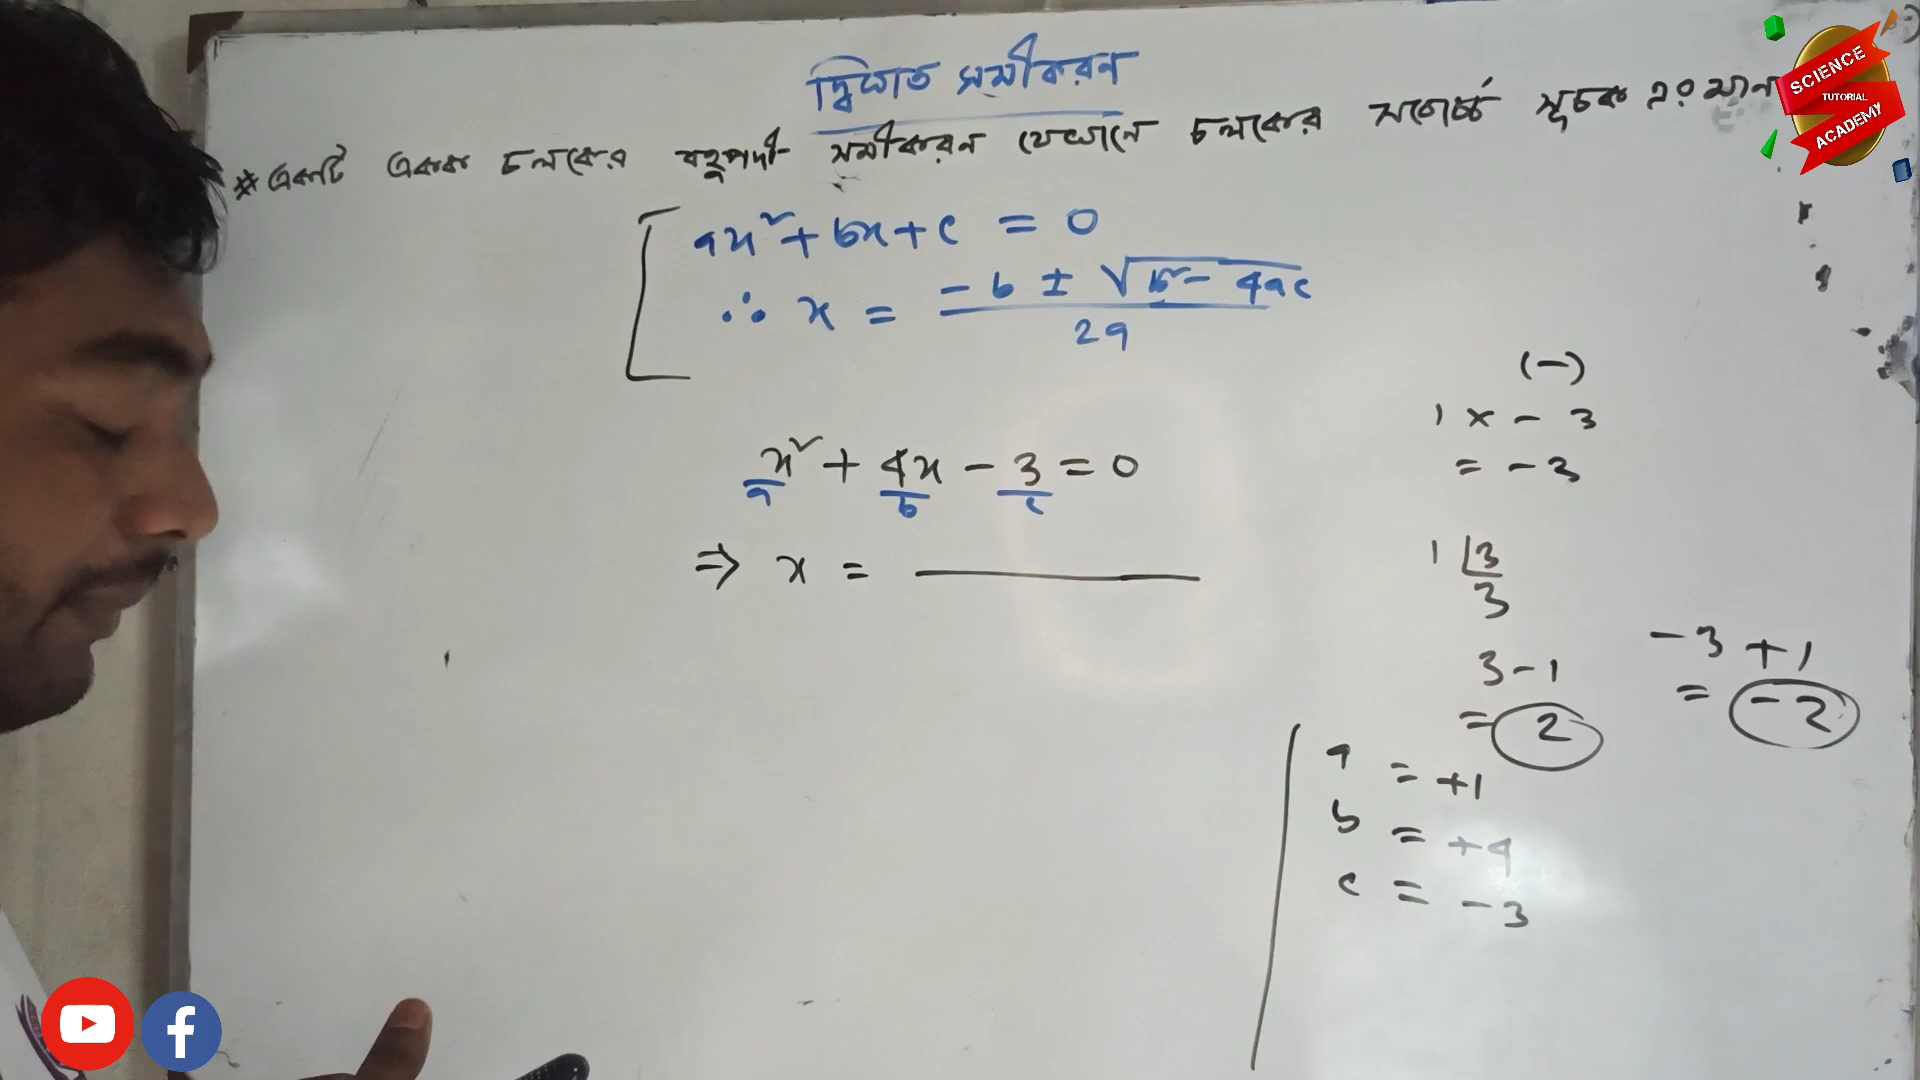 দ্বিঘাত সমীকরন
* একটি একক চলকের বহুপদী সমীকরন যেখানে চলকের সর্বোচ্চ সূচক এর মান
ax² + bx + c = 0
∴ x = -b ± √b² - 4ac / 2a
x² + 4x - 3 = 0
a b c
⇒ x =
(-)
1 x - 3
= -3
1 | 3
3
3 - 1
= 2
-3 + 1
= -2
a = +1
b = +4
c = -3
SCIENCE
TUTORIAL
ACADEMY